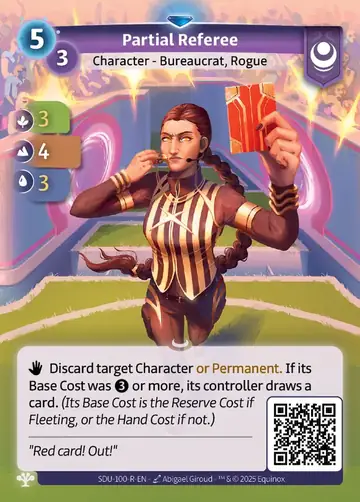 5
Partial Referee
3
Character - Bureaucrat, Rogue
3
4
3
Discard target Character or Permanent. If its
Base Cost was 3 or more, its controller draws a
card. (Its Base Cost is the Reserve Cost if
Fleeting, or the Hand Cost if not.)
"Red card! Out!"
SDU-100-R-EN - Abigael Giroud - ™ & © 2025 Equinox